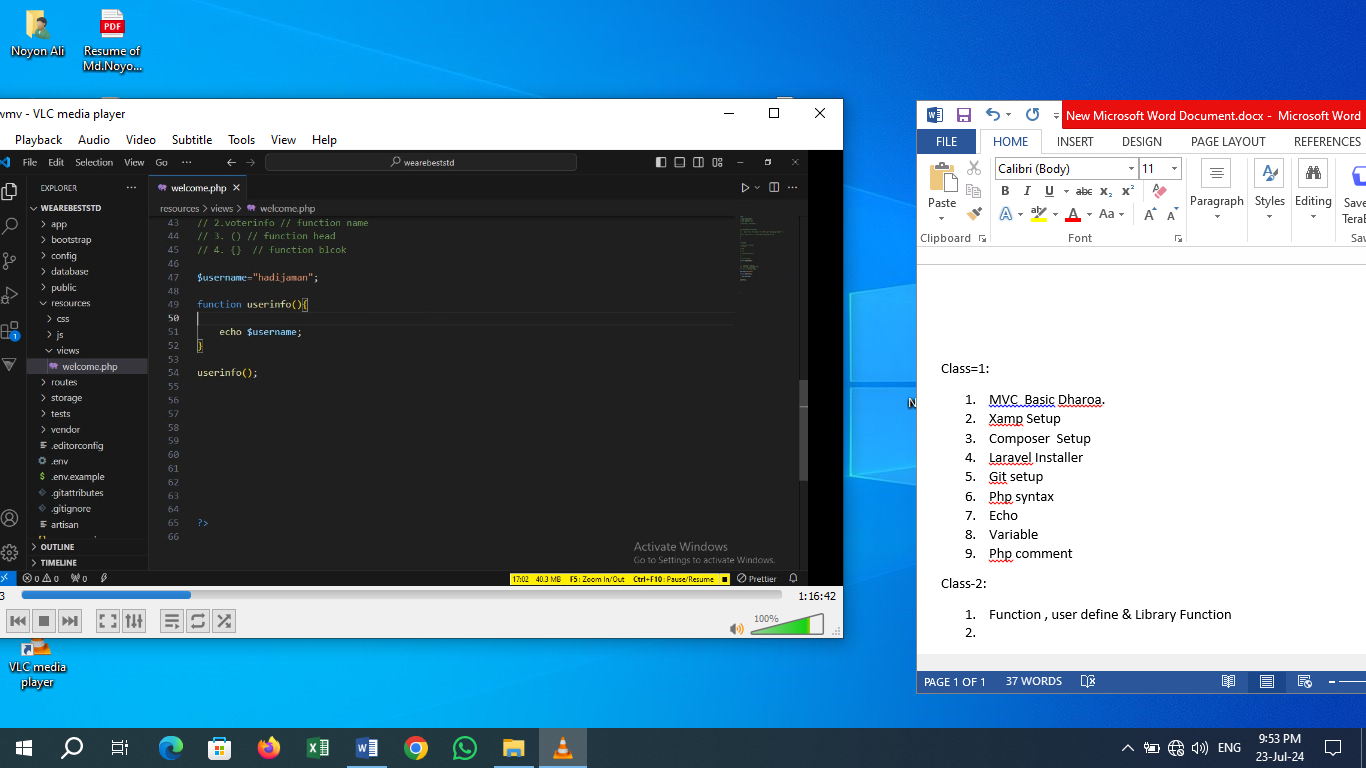 Noyon Ali
Resume of
Md.Noyo...
PDF
wmv - VLC media player
Playback Audio Video Subtitle Tools View Help
File Edit Selection View Go ···
wearebeststd
EXPLORER ···
welcome.php
WEAREBESTSTD
app
bootstrap
config
database
public
resources
css
js
views
welcome.php
routes
storage
tests
vendor
.editorconfig
.env
.env.example
.gitattributes
.gitignore
artisan
OUTLINE
TIMELINE
resources > views > welcome.php
43 // 2.voterinfo // function name
44 // 3. () // function head
45 // 4. {}  // function blcok
46
47 $username="hadijaman";
48
49 function userinfo(){
50
51 echo $username;
52 }
53
54 userinfo();
55
56
57
58
59
60
61
62
63
64
65 ?>
66
Activate Windows
Go to Settings to activate Windows.
0 0 0
17:02 40.3 MB F5: Zoom In/Out Ctrl+F10: Pause/Resume
Prettier
1
3 1:16:42
100%
VLC media
player
N
New Microsoft Word Document.docx - Microsoft Word
FILE HOME INSERT DESIGN PAGE LAYOUT REFERENCES
Paste
Clipboard
Calibri (Body) 11
B I U abc x₂ x²
A A Aa A A
Font
Paragraph
Styles
Editing
Save
TeraB
Sav
Class=1:
1. MVC  Basic Dharoa.
2. Xamp Setup
3. Composer  Setup
4. Laravel Installer
5. Git setup
6. Php syntax
7. Echo
8. Variable
9. Php comment
Class-2:
1. Function , user define & Library Function
2.
PAGE 1 OF 1 37 WORDS
ENG
9:53 PM
23-Jul-24